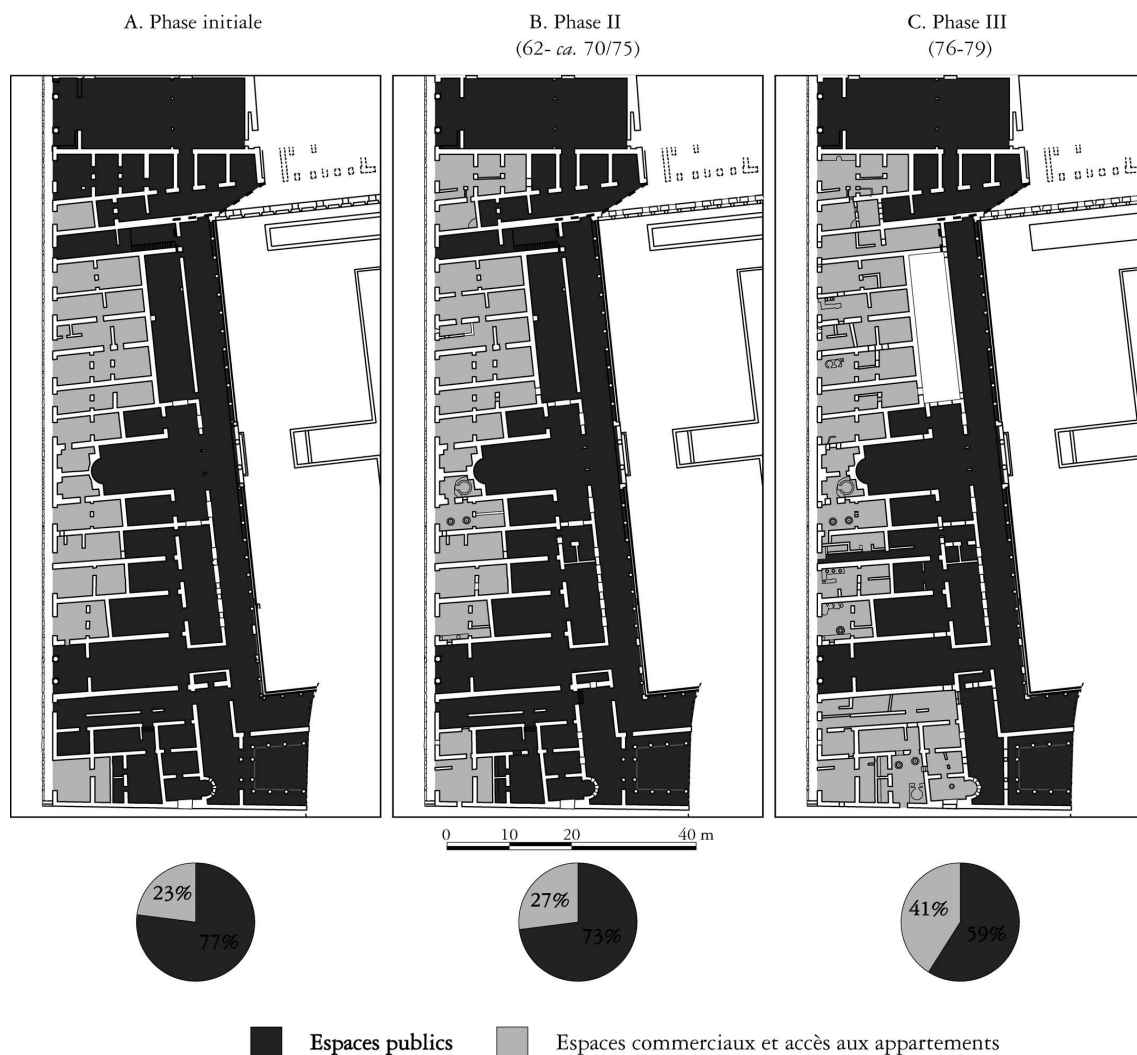 A. Phase initiale
B. Phase II
(62- ca. 70/75)
C. Phase III
(76-79)
0 10 20 40 m
23%
77%
27%
73%
41%
59%
Espaces publics
Espaces commerciaux et accès aux appartements